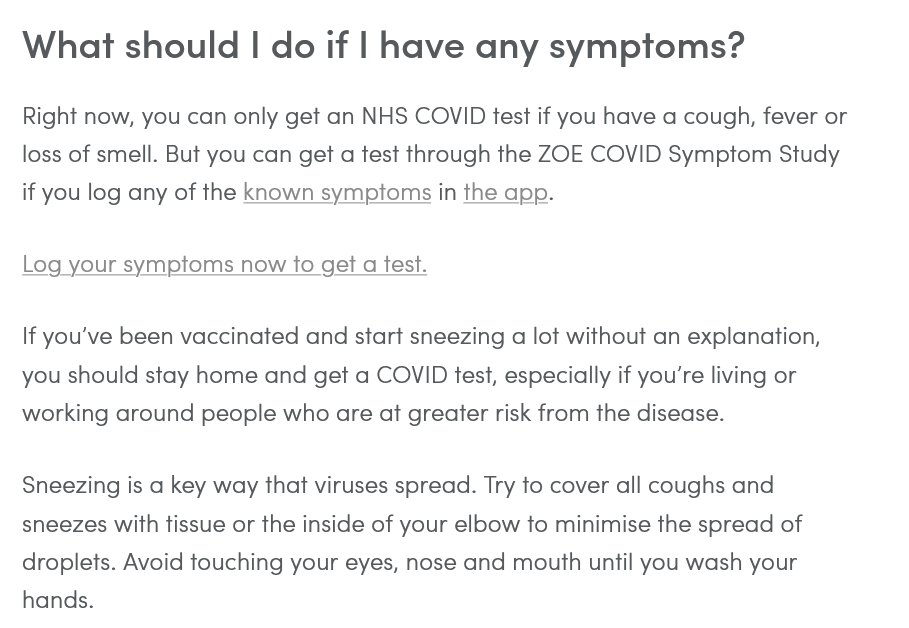 What should I do if I have any symptoms?
Right now, you can only get an NHS COVID test if you have a cough, fever or
loss of smell. But you can get a test through the ZOE COVID Symptom Study
if you log any of the known symptoms in the app.
Log your symptoms now to get a test.
If you’ve been vaccinated and start sneezing a lot without an explanation,
you should stay home and get a COVID test, especially if you’re living or
working around people who are at greater risk from the disease.
Sneezing is a key way that viruses spread. Try to cover all coughs and
sneezes with tissue or the inside of your elbow to minimise the spread of
droplets. Avoid touching your eyes, nose and mouth until you wash your
hands.